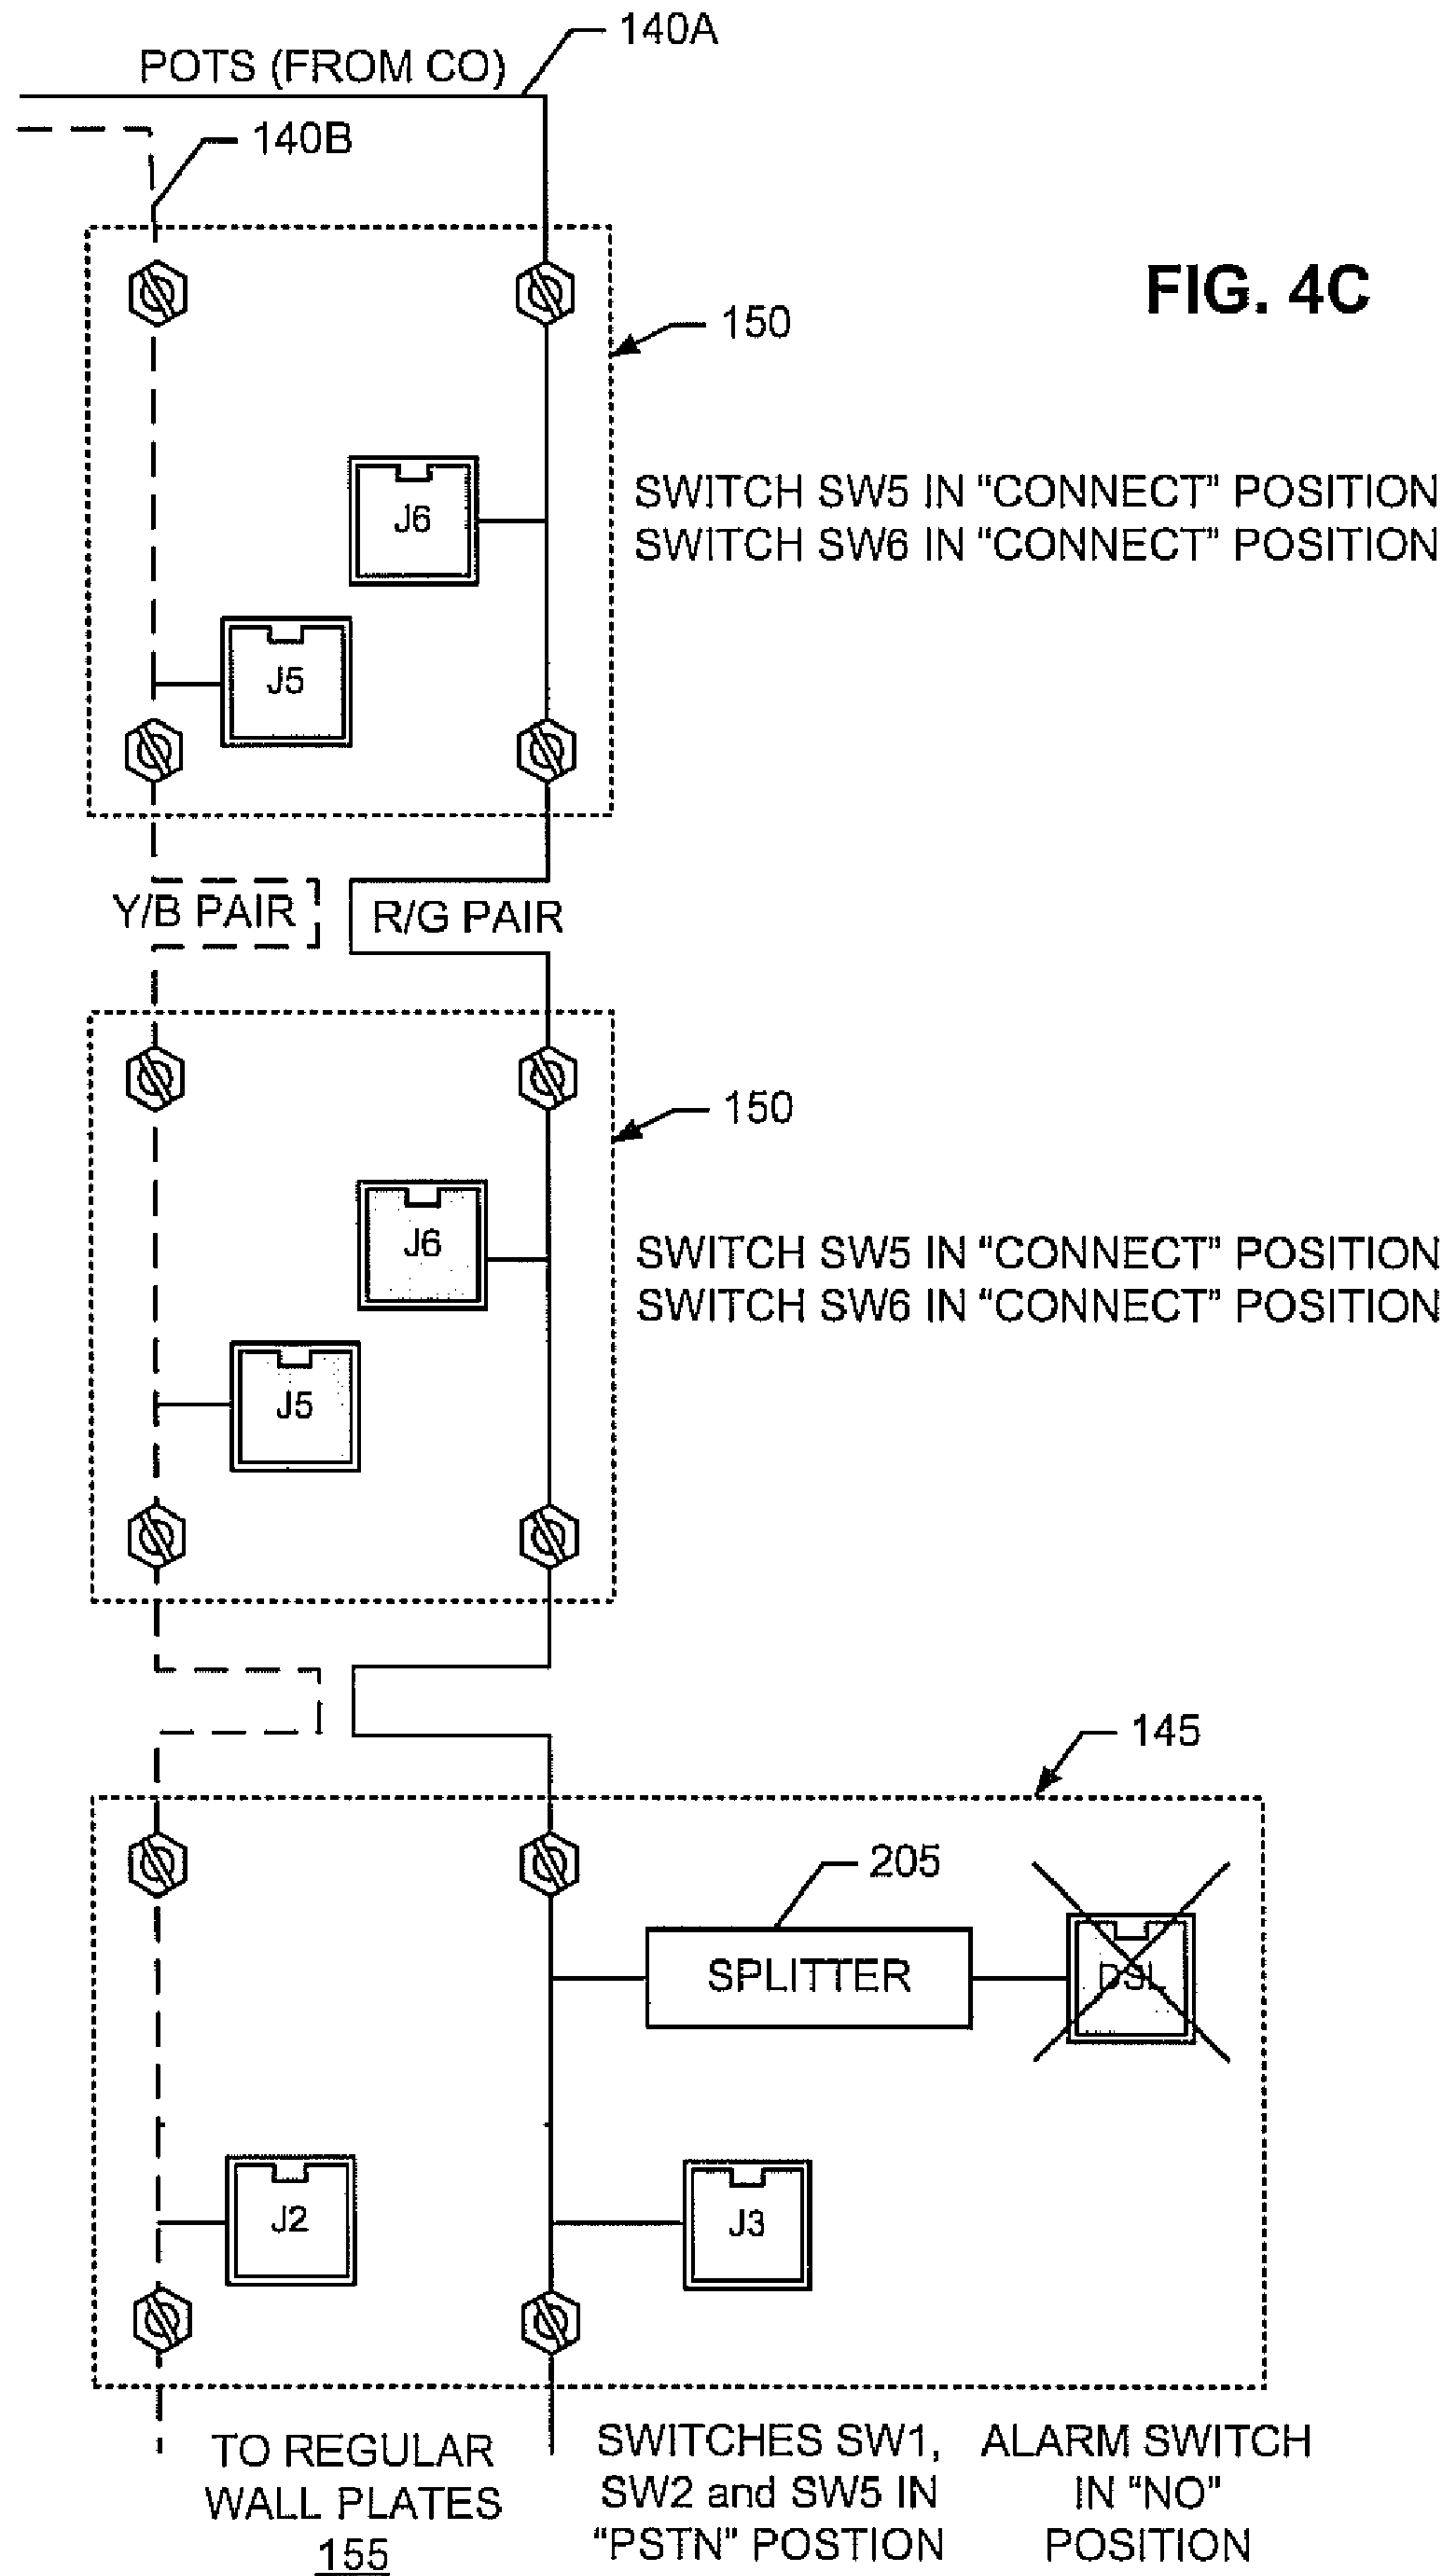 140A
POTS (FROM CO)
140B
FIG. 4C
150
J6
SWITCH SW5 IN “CONNECT” POSITION
SWITCH SW6 IN “CONNECT” POSITION
J5
Y/B PAIR
R/G PAIR
150
J6
SWITCH SW5 IN “CONNECT” POSITION
SWITCH SW6 IN “CONNECT” POSITION
J5
145
205
SPLITTER
DSL
J2
J3
TO REGULAR
WALL PLATES
155
SWITCHES SW1,
SW2 and SW5 IN
“PSTN” POSTION
ALARM SWITCH
IN “NO”
POSITION